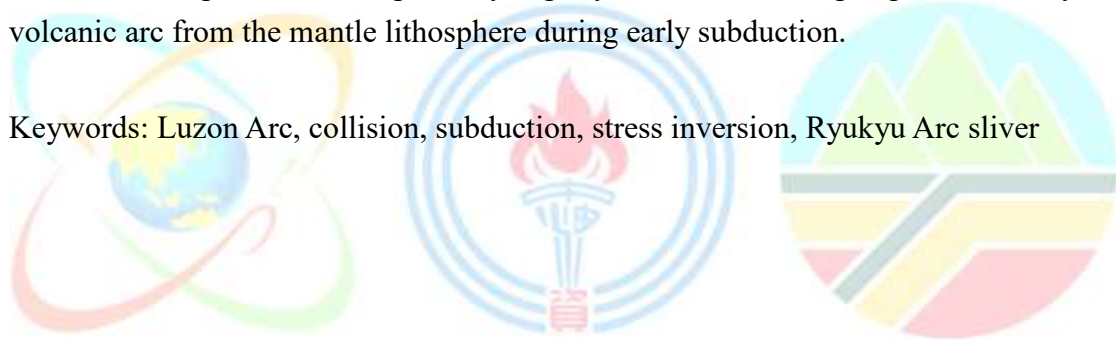 volcanic arc from the mantle lithosphere during early subduction.
Keywords: Luzon Arc, collision, subduction, stress inversion, Ryukyu Arc sliver
資